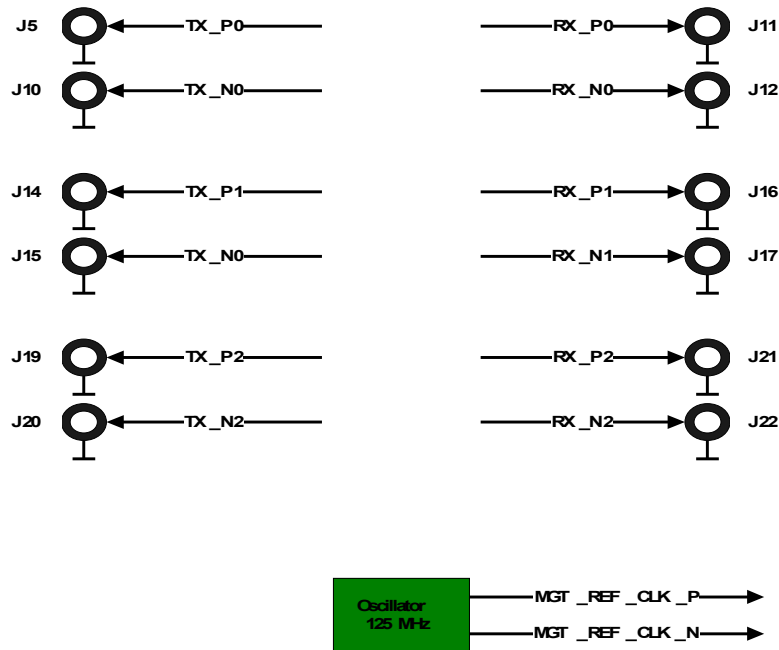 J5 TX_P0 RX_P0 J11
J10 TX_N0 RX_N0 J12
J14 TX_P1 RX_P1 J16
J15 TX_N0 RX_N1 J17
J19 TX_P2 RX_P2 J21
J20 TX_N2 RX_N2 J22
Oscillator
125 MHz
MGT_REF_CLK_P
MGT_REF_CLK_N